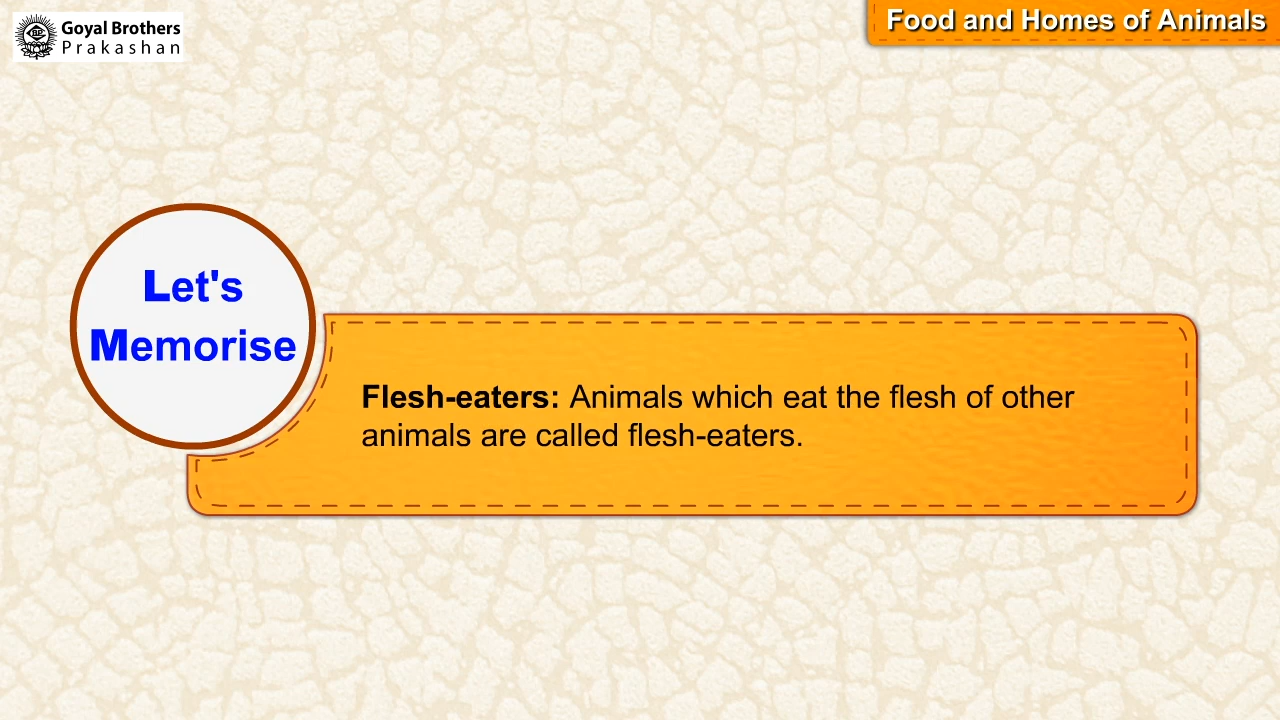 Goyal Brothers
Prakashan
Food and Homes of Animals
Let's
Memorise
Flesh-eaters: Animals which eat the flesh of other
animals are called flesh-eaters.